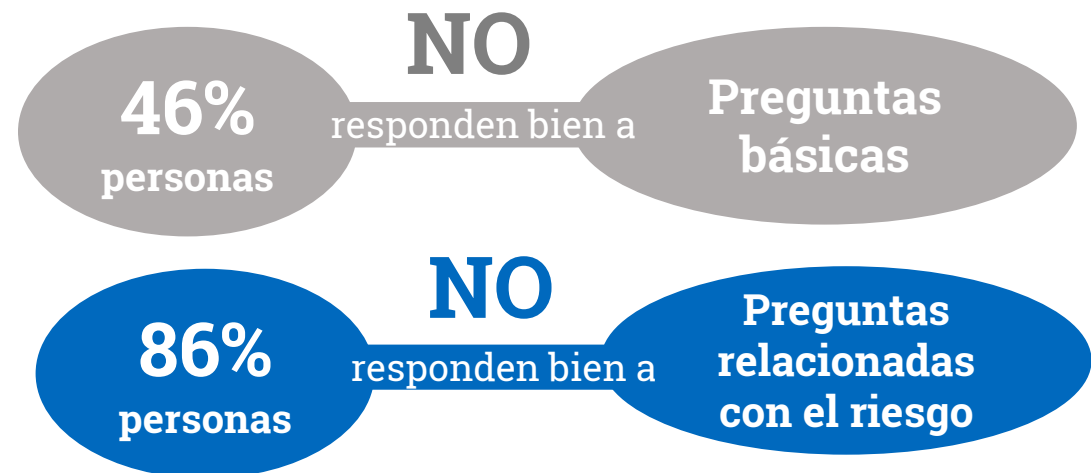 NO
46%
personas
responden bien a
Preguntas
básicas
NO
86%
personas
responden bien a
Preguntas
relacionadas
con el riesgo